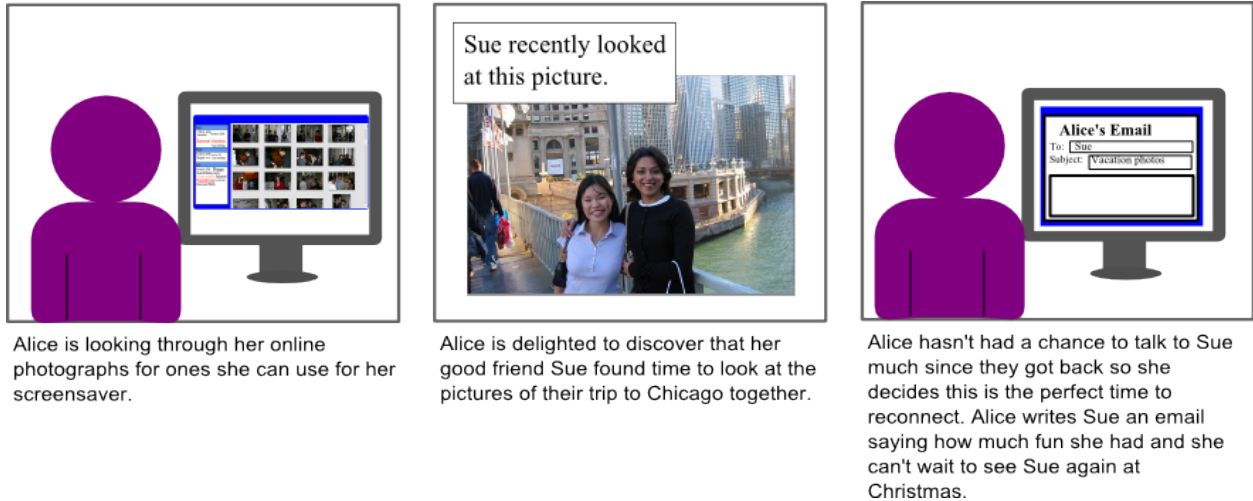 Sue recently looked
at this picture.
Alice's Email
To: Sue
Subject: Vacation photos
Alice is looking through her online
photographs for ones she can use for her
screensaver.
Alice is delighted to discover that her
good friend Sue found time to look at the
pictures of their trip to Chicago together.
Alice hasn't had a chance to talk to Sue
much since they got back so she
decides this is the perfect time to
reconnect. Alice writes Sue an email
saying how much fun she had and she
can't wait to see Sue again at
Christmas.